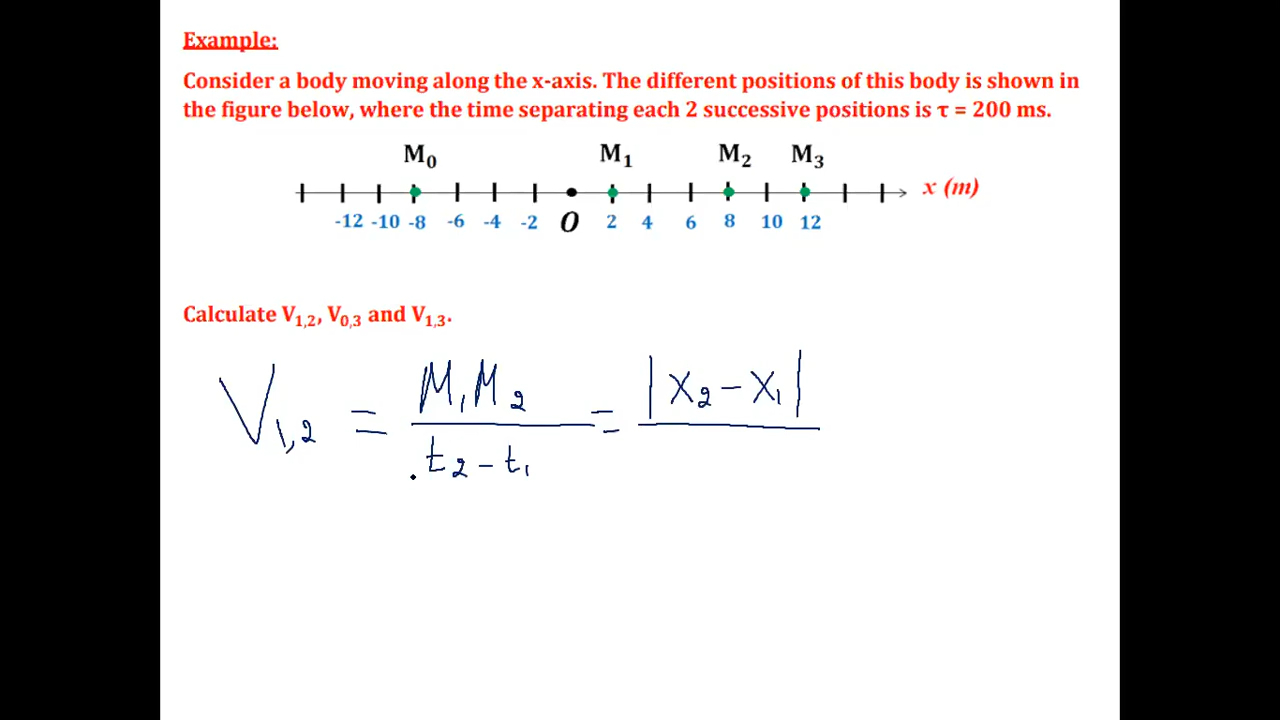 Example:
Consider a body moving along the x-axis. The different positions of this body is shown in
the figure below, where the time separating each 2 successive positions is τ = 200 ms.
M₀ M₁ M₂ M₃
x (m)
-12 -10 -8 -6 -4 -2 O 2 4 6 8 10 12
Calculate V₁,₂, V₀,₃ and V₁,₃.
V₁,₂ = M₁M₂ / t₂ - t₁ = |x₂ - x₁|